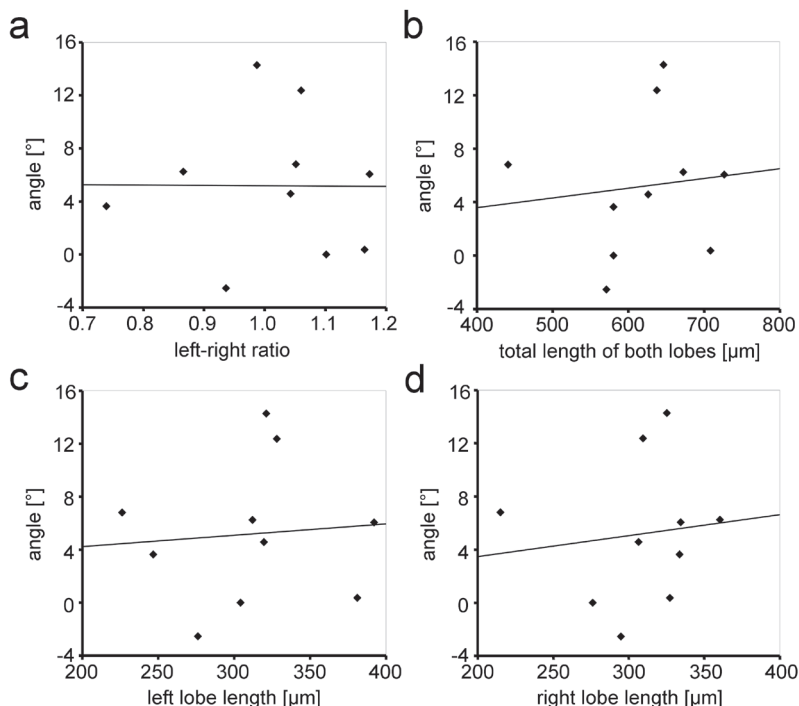 a
16
12
8
4
0
-4
angle [°]
0.7 0.8 0.9 1.0 1.1 1.2
left-right ratio
b
16
12
8
4
0
-4
angle [°]
400 500 600 700 800
total length of both lobes [µm]
c
16
12
8
4
0
-4
angle [°]
200 250 300 350 400
left lobe length [µm]
d
16
12
8
4
0
-4
angle [°]
200 250 300 350 400
right lobe length [µm]